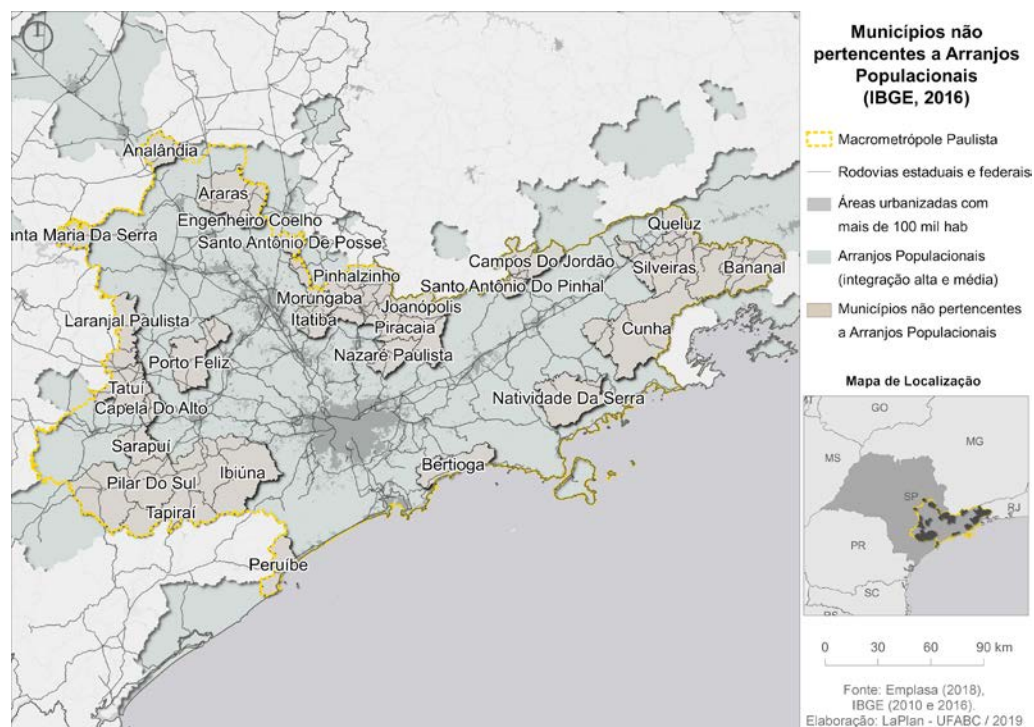 Municípios não
pertencentes a Arranjos
Populacionais
(IBGE, 2016)
Macrometrópole Paulista
Rodovias estaduais e federais
Áreas urbanizadas com
mais de 100 mil hab
Arranjos Populacionais
(integração alta e média)
Municípios não pertencentes
a Arranjos Populacionais
Mapa de Localização
GO
MG
MS
SP
RJ
PR
SC
RS
0 30 60 90 km
Fonte: Emplasa (2018),
IBGE (2010 e 2016).
Elaboração: LaPlan - UFABC / 2019
Analândia
Araras
Engenheiro Coelho
anta Maria Da Serra
Santo Antônio De Posse
Queluz
Pinhalzinho
Campos Do Jordão
Silveiras
Bananal
Morungaba
Santo Antônio Do Pinhal
Joanópolis
Itatiba
Laranjal Paulista
Piracaia
Cunha
Nazaré Paulista
Porto Feliz
Tatuí
Natividade Da Serra
Capela Do Alto
Sarapuí
Ibiúna
Bertioga
Pilar Do Sul
Tapiraí
Peruíbe